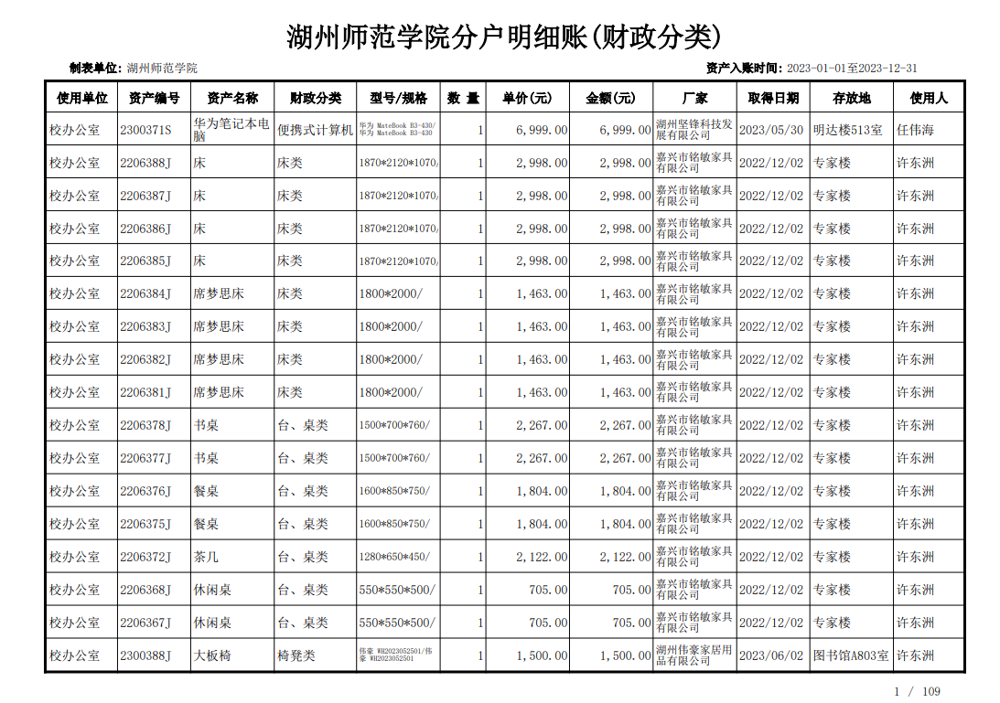 湖州师范学院分户明细账(财政分类)
制表单位: 湖州师范学院 资产入账时间: 2023-01-01至2023-12-31
使用单位 资产编号 资产名称 财政分类 型号/规格 数 量 单价(元) 金额(元) 厂家 取得日期 存放地 使用人
校办公室 2300371S 华为笔记本电脑 便携式计算机 华为 MateBook B3-430/华为 MateBook B3-430 1 6,999.00 6,999.00 湖州坚锋科技发展有限公司 2023/05/30 明达楼513室 任伟海
校办公室 2206388J 床 床类 1870*2120*1070/ 1 2,998.00 2,998.00 嘉兴市铭敏家具有限公司 2022/12/02 专家楼 许东洲
校办公室 2206387J 床 床类 1870*2120*1070/ 1 2,998.00 2,998.00 嘉兴市铭敏家具有限公司 2022/12/02 专家楼 许东洲
校办公室 2206386J 床 床类 1870*2120*1070/ 1 2,998.00 2,998.00 嘉兴市铭敏家具有限公司 2022/12/02 专家楼 许东洲
校办公室 2206385J 床 床类 1870*2120*1070/ 1 2,998.00 2,998.00 嘉兴市铭敏家具有限公司 2022/12/02 专家楼 许东洲
校办公室 2206384J 席梦思床 床类 1800*2000/ 1 1,463.00 1,463.00 嘉兴市铭敏家具有限公司 2022/12/02 专家楼 许东洲
校办公室 2206383J 席梦思床 床类 1800*2000/ 1 1,463.00 1,463.00 嘉兴市铭敏家具有限公司 2022/12/02 专家楼 许东洲
校办公室 2206382J 席梦思床 床类 1800*2000/ 1 1,463.00 1,463.00 嘉兴市铭敏家具有限公司 2022/12/02 专家楼 许东洲
校办公室 2206381J 席梦思床 床类 1800*2000/ 1 1,463.00 1,463.00 嘉兴市铭敏家具有限公司 2022/12/02 专家楼 许东洲
校办公室 2206378J 书桌 台、桌类 1500*700*760/ 1 2,267.00 2,267.00 嘉兴市铭敏家具有限公司 2022/12/02 专家楼 许东洲
校办公室 2206377J 书桌 台、桌类 1500*700*760/ 1 2,267.00 2,267.00 嘉兴市铭敏家具有限公司 2022/12/02 专家楼 许东洲
校办公室 2206376J 餐桌 台、桌类 1600*850*750/ 1 1,804.00 1,804.00 嘉兴市铭敏家具有限公司 2022/12/02 专家楼 许东洲
校办公室 2206375J 餐桌 台、桌类 1600*850*750/ 1 1,804.00 1,804.00 嘉兴市铭敏家具有限公司 2022/12/02 专家楼 许东洲
校办公室 2206372J 茶几 台、桌类 1280*650*450/ 1 2,122.00 2,122.00 嘉兴市铭敏家具有限公司 2022/12/02 专家楼 许东洲
校办公室 2206368J 休闲桌 台、桌类 550*550*500/ 1 705.00 705.00 嘉兴市铭敏家具有限公司 2022/12/02 专家楼 许东洲
校办公室 2206367J 休闲桌 台、桌类 550*550*500/ 1 705.00 705.00 嘉兴市铭敏家具有限公司 2022/12/02 专家楼 许东洲
校办公室 2300388J 大板椅 椅凳类 伟豪 WH2023052501/伟豪 WH2023052501 1 1,500.00 1,500.00 湖州伟豪家居用品有限公司 2023/06/02 图书馆A803室 许东洲
1 / 109